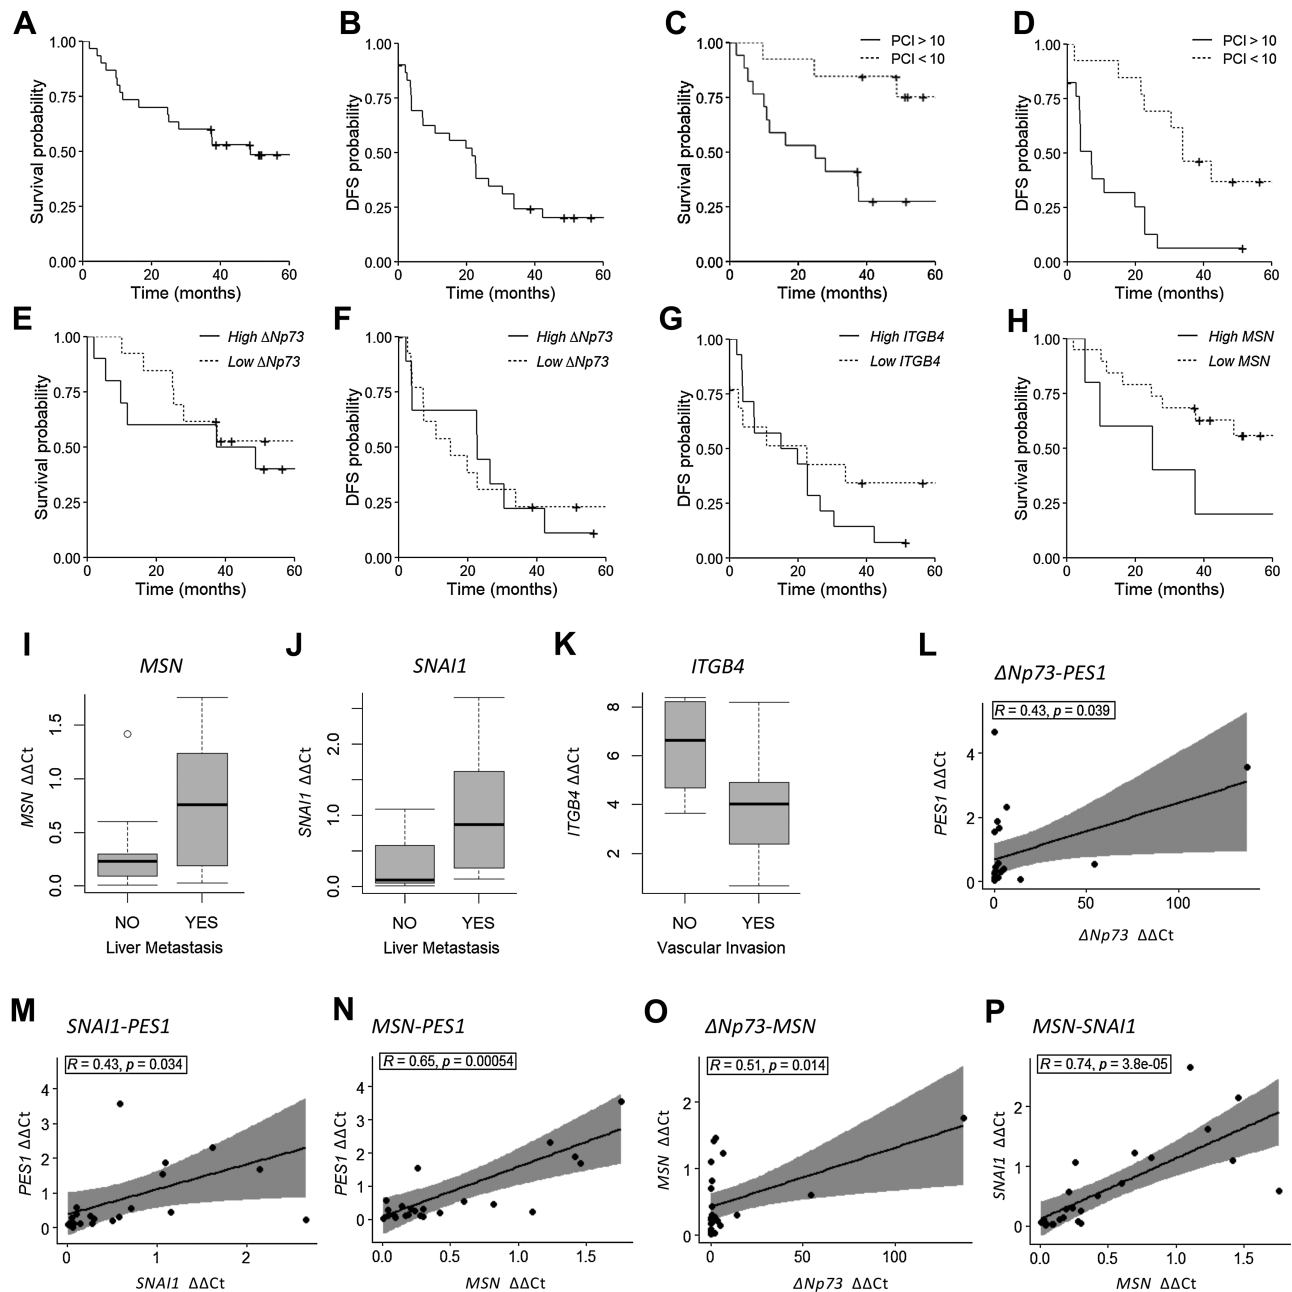 A
1.00
0.75
0.50
0.25
0.00
Survival probability
0
20
40
60
Time (months)
B
1.00
0.75
0.50
0.25
0.00
DFS probability
0
20
40
60
Time (months)
C
PCI > 10
PCI < 10
1.00
0.75
0.50
0.25
0.00
Survival probability
0
20
40
60
Time (months)
D
PCI > 10
PCI < 10
1.00
0.75
0.50
0.25
0.00
DFS probability
0
20
40
60
Time (months)
E
High ΔNp73
Low ΔNp73
1.00
0.75
0.50
0.25
0.00
Survival probability
0
20
40
60
Time (months)
F
High ΔNp73
Low ΔNp73
1.00
0.75
0.50
0.25
0.00
DFS probability
0
20
40
60
Time (months)
G
High ITGB4
Low ITGB4
1.00
0.75
0.50
0.25
0.00
DFS probability
0
20
40
60
Time (months)
H
High MSN
Low MSN
1.00
0.75
0.50
0.25
0.00
Survival probability
0
20
40
60
Time (months)
I
MSN
MSN ΔΔCt
1.5
1.0
0.5
0.0
NO
YES
Liver Metastasis
J
SNAI1
SNAI1 ΔΔCt
2.0
1.0
0.0
NO
YES
Liver Metastasis
K
ITGB4
ITGB4 ΔΔCt
8
6
4
2
NO
YES
Vascular Invasion
L
ΔNp73-PES1
R = 0.43, p = 0.039
PES1 ΔΔCt
4
2
0
0
50
100
ΔNp73 ΔΔCt
M
SNAI1-PES1
R = 0.43, p = 0.034
PES1 ΔΔCt
4
3
2
1
0
0
1
2
SNAI1 ΔΔCt
N
MSN-PES1
R = 0.65, p = 0.00054
PES1 ΔΔCt
4
3
2
1
0
0.0
0.5
1.0
1.5
MSN ΔΔCt
O
ΔNp73-MSN
R = 0.51, p = 0.014
MSN ΔΔCt
2
1
0
0
50
100
ΔNp73 ΔΔCt
P
MSN-SNAI1
R = 0.74, p = 3.8e-05
SNAI1 ΔΔCt
2
1
0
0.0
0.5
1.0
1.5
MSN ΔΔCt